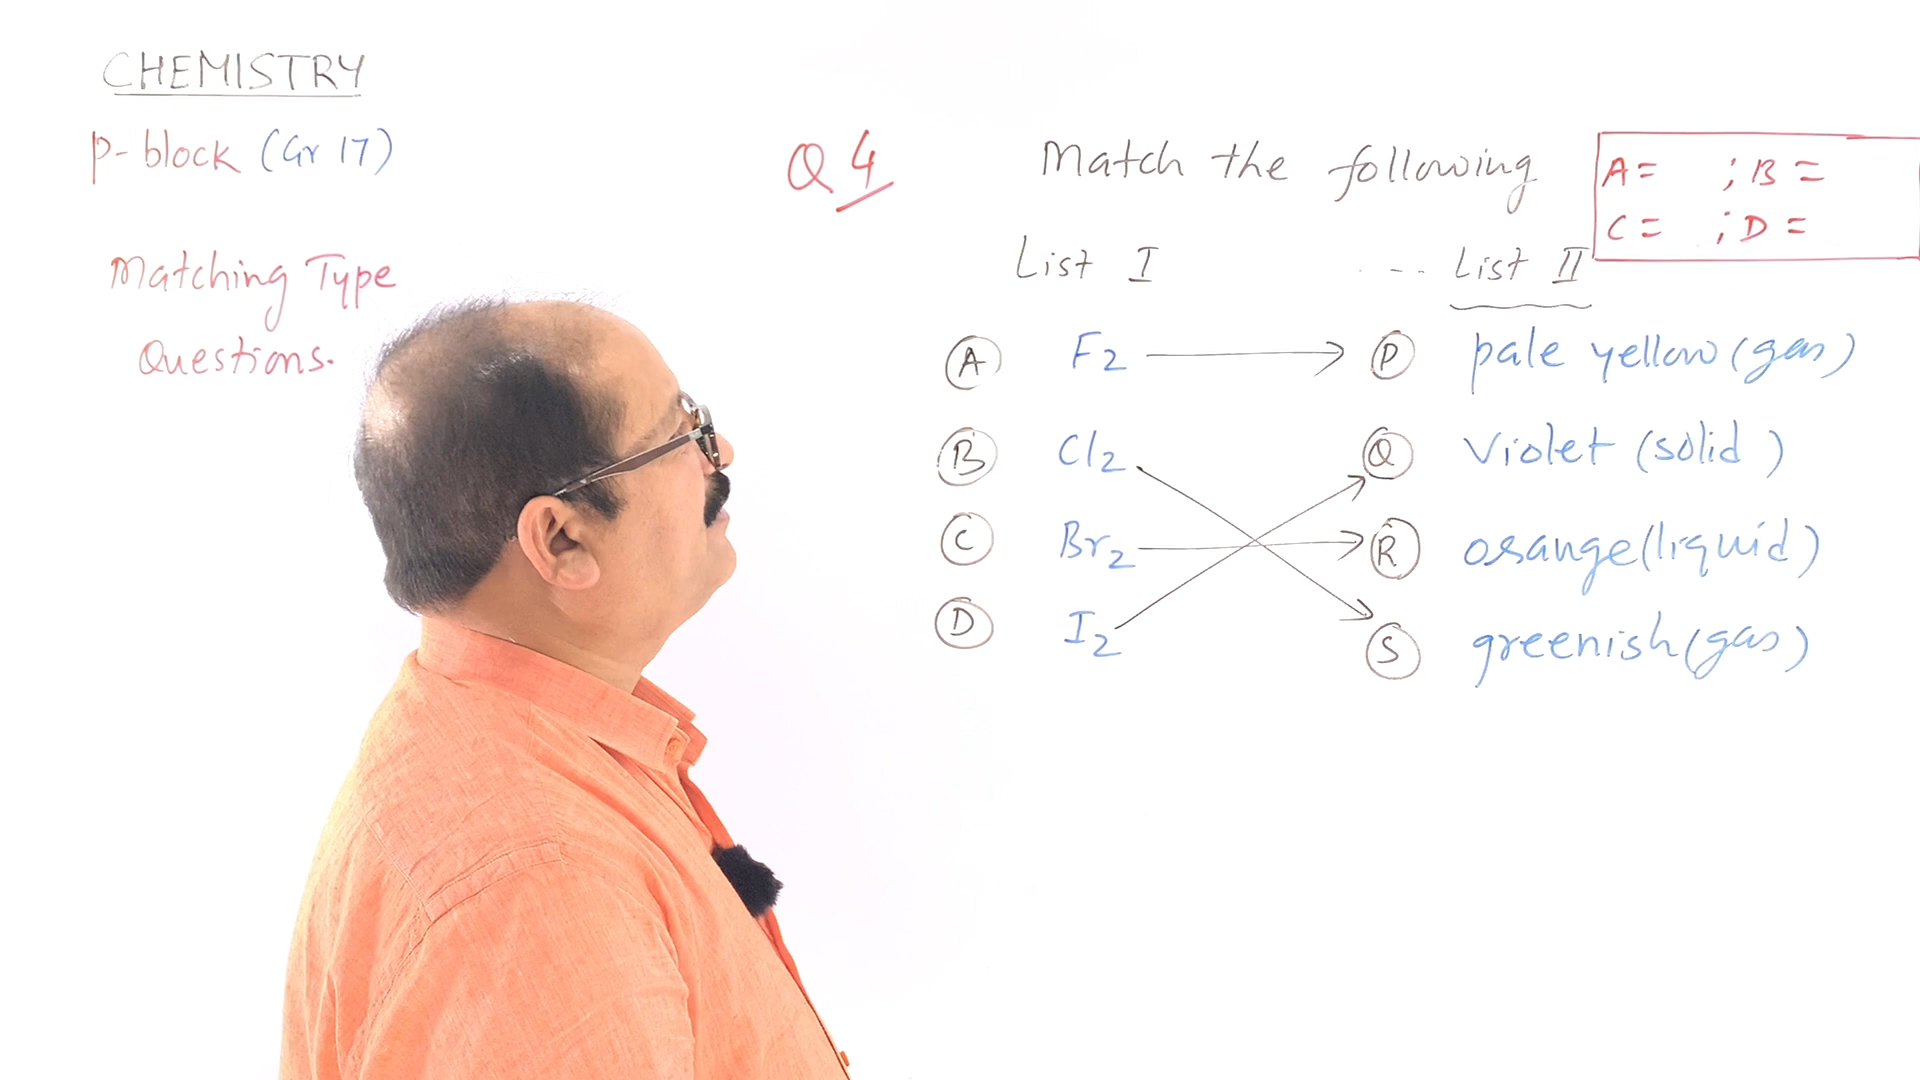 CHEMISTRY
P-block (Gr 17)
Matching Type
Questions.
Q 4
Match the following
A= ; B =
C = ; D =
List I --- List II
A F2 P pale yellow (gas)
B Cl2 Q Violet (solid)
C Br2 R orange (liquid)
D I2 S greenish (gas)